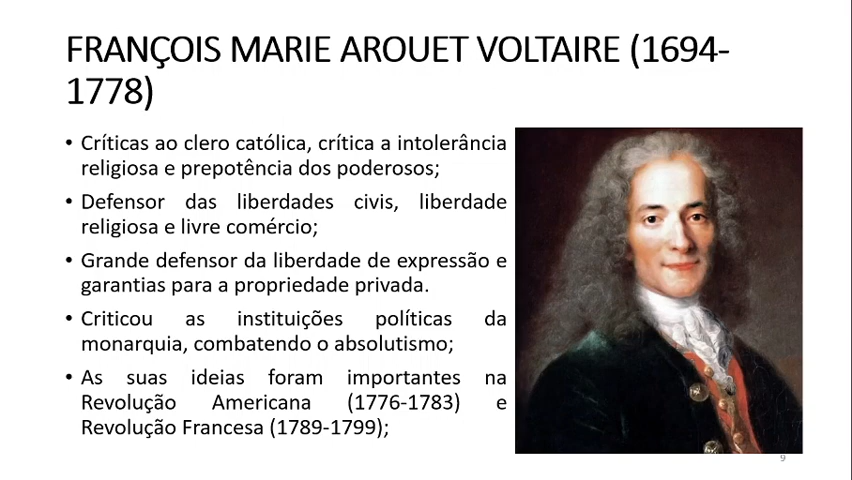 FRANÇOIS MARIE AROUET VOLTAIRE (1694-
1778)
• Críticas ao clero católica, crítica a intolerância
religiosa e prepotência dos poderosos;
• Defensor das liberdades civis, liberdade
religiosa e livre comércio;
• Grande defensor da liberdade de expressão e
garantias para a propriedade privada.
• Criticou as instituições políticas da
monarquia, combatendo o absolutismo;
• As suas ideias foram importantes na
Revolução Americana (1776-1783) e
Revolução Francesa (1789-1799);
9